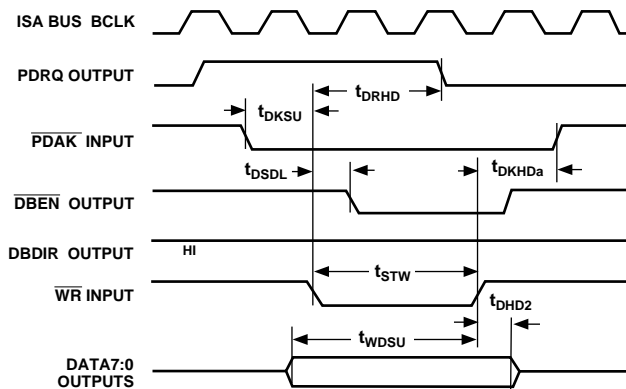 ISA BUS BCLK
PDRQ OUTPUT
tDRHD
tDKSU
PDAK INPUT
tDSDL
tDKHDa
DBEN OUTPUT
DBDIR OUTPUT
HI
tSTW
WR INPUT
tDHD2
tWDSU
DATA7:0
OUTPUTS